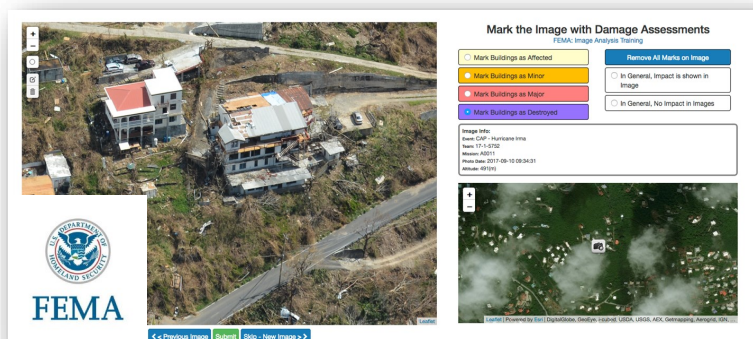 Mark the Image with Damage Assessments
FEMA: Image Analysis Training
Mark Buildings as Affected
Mark Buildings as Minor
Mark Buildings as Major
Mark Buildings as Destroyed
Remove All Marks on Image
In General, Impact is shown in
Image
In General, No Impact in Images
Image Info:
Event: CAP - Hurricane Irma
Team: 17-1-5752
Mission: A0011
Photo Date: 2017-09-10 09:34:31
Altitude: 491(m)
+
−
+
−
U.S. DEPARTMENT OF
HOMELAND SECURITY
FEMA
Leaflet
Leaflet | Powered by Esri | DigitalGlobe, GeoEye, i-cubed, USDA, USGS, AEX, Getmapping, Aerogrid, IGN, ...
< < Previous Image
Submit
Skip - New Image > >